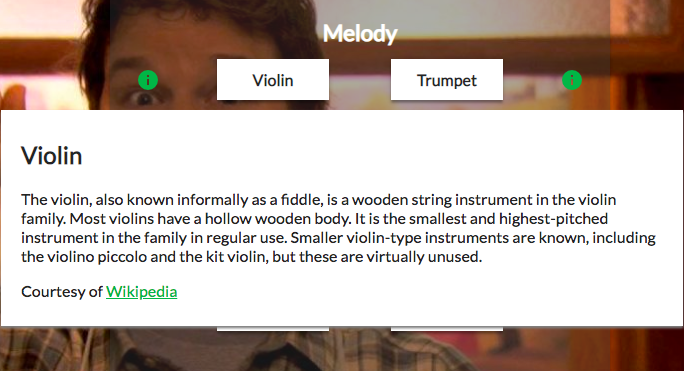 Melody
Violin Trumpet
Violin
The violin, also known informally as a fiddle, is a wooden string instrument in the violin
family. Most violins have a hollow wooden body. It is the smallest and highest-pitched
instrument in the family in regular use. Smaller violin-type instruments are known, including
the violino piccolo and the kit violin, but these are virtually unused.
Courtesy of Wikipedia